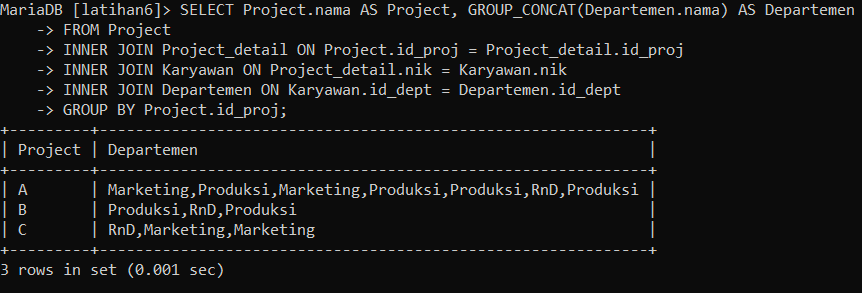 MariaDB [latihan6]> SELECT Project.nama AS Project, GROUP_CONCAT(Departemen.nama) AS Departemen
    -> FROM Project
    -> INNER JOIN Project_detail ON Project.id_proj = Project_detail.id_proj
    -> INNER JOIN Karyawan ON Project_detail.nik = Karyawan.nik
    -> INNER JOIN Departemen ON Karyawan.id_dept = Departemen.id_dept
    -> GROUP BY Project.id_proj;
+---------+-------------------------------------------------------+
| Project | Departemen                                            |
+---------+-------------------------------------------------------+
| A       | Marketing,Produksi,Marketing,Produksi,Produksi,RnD,Produksi |
| B       | Produksi,RnD,Produksi                                 |
| C       | RnD,Marketing,Marketing                               |
+---------+-------------------------------------------------------+
3 rows in set (0.001 sec)